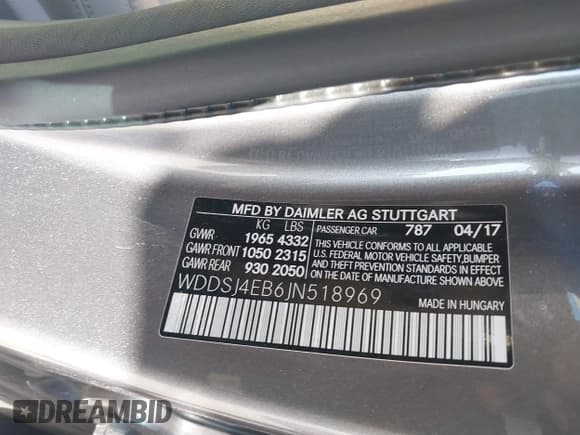 MFD BY DAIMLER AG STUTTGART
KG LBS
GVWR 1965 4332
GAWR FRONT 1050 2315
GAWR REAR 930 2050
PASSENGER CAR 787 04/17
THIS VEHICLE CONFORMS TO ALL APPLICABLE
U.S. FEDERAL MOTOR VEHICLE SAFETY,BUMPER
AND THEFT PREVENTION STANDARDS IN EFFECT
ON THE DATE OF MANUFACTURE SHOWN ABOVE.
WDDSJ4EB6JN518969
MADE IN HUNGARY
DREAMBID